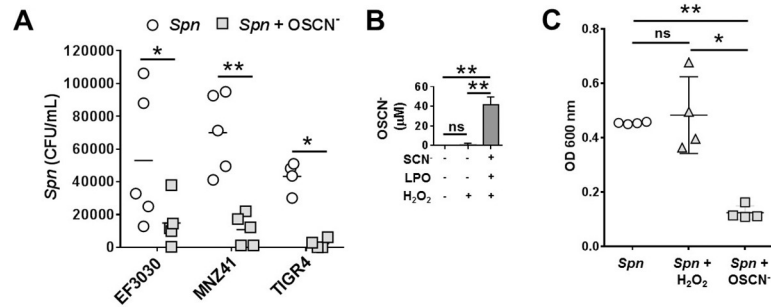 A
Spn
Spn + OSCN-
Spn (CFU/mL)
120000
100000
80000
60000
40000
20000
0
*
**
*
EF3030
MNZ41
TIGR4
B
**
**
ns
OSCN-
(μM)
60
40
20
0
SCN- - - +
LPO - - +
H₂O₂ - + +
C
**
ns
*
OD 600 nm
0.8
0.6
0.4
0.2
0.0
Spn
Spn +
H₂O₂
Spn +
OSCN-